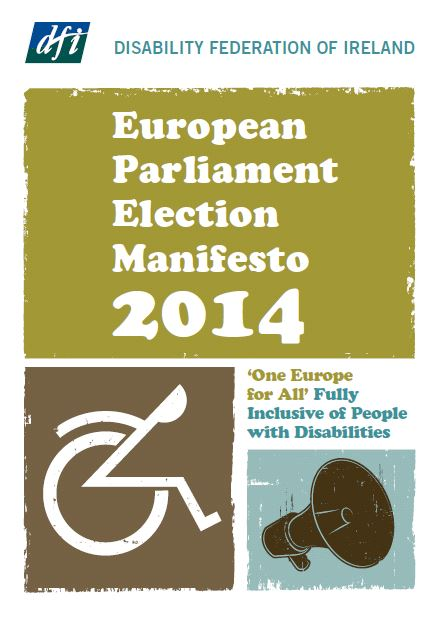 dfi
DISABILITY FEDERATION OF IRELAND
European
Parliament
Election
Manifesto
2014
‘One Europe
for All’ Fully
Inclusive of People
with Disabilities